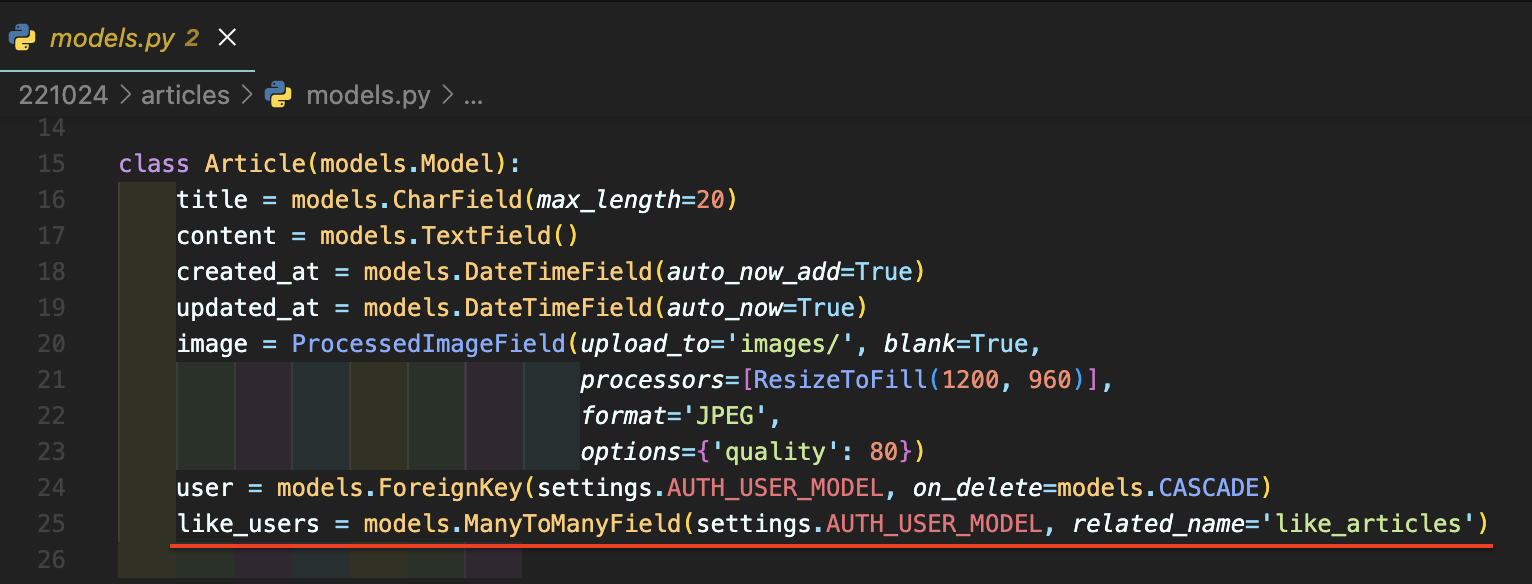 models.py 2 ×
221024 > articles > models.py > ...
14
15 class Article(models.Model):
16     title = models.CharField(max_length=20)
17     content = models.TextField()
18     created_at = models.DateTimeField(auto_now_add=True)
19     updated_at = models.DateTimeField(auto_now=True)
20     image = ProcessedImageField(upload_to='images/', blank=True,
21                                 processors=[ResizeToFill(1200, 960)],
22                                 format='JPEG',
23                                 options={'quality': 80})
24     user = models.ForeignKey(settings.AUTH_USER_MODEL, on_delete=models.CASCADE)
25     like_users = models.ManyToManyField(settings.AUTH_USER_MODEL, related_name='like_articles')
26